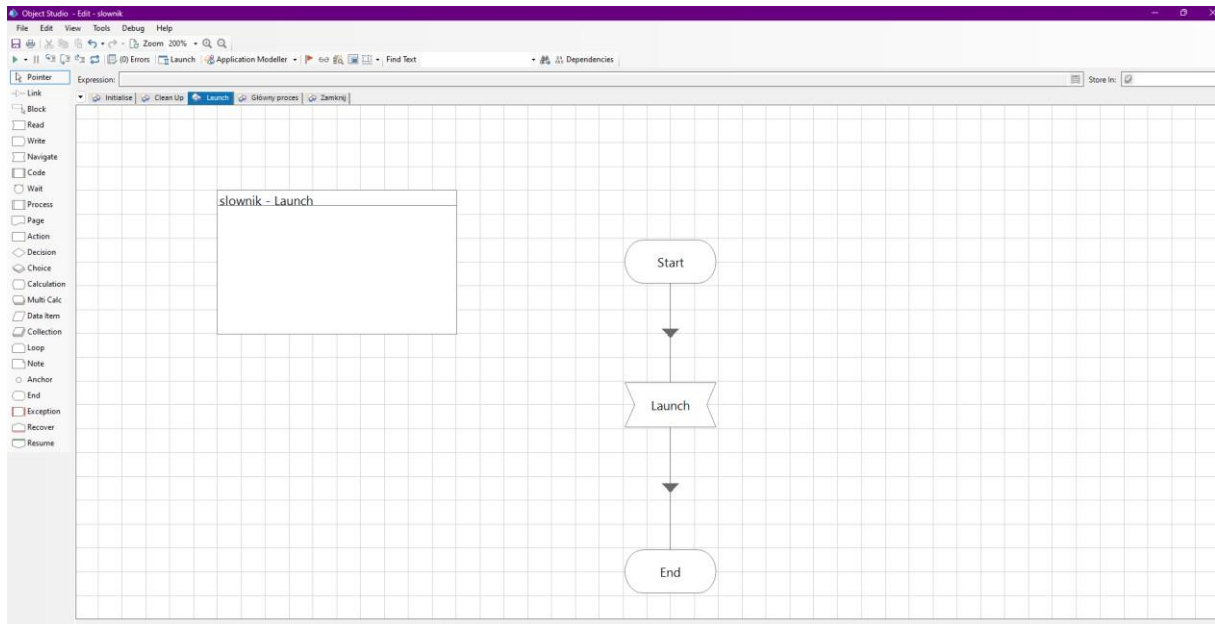 Object Studio - Edit - slownik
File Edit View Tools Debug Help
Zoom 200%
(0) Errors Launch Application Modeller Find Text Dependencies
Pointer Expression: Store In:
Link
Initialise Clean Up Launch Główny proces Zamknij
Block
Read
Write
Navigate
Code
Wait
Process
Page
Action
Decision
Choice
Calculation
Multi Calc
Data Item
Collection
Loop
Note
Anchor
End
Exception
Recover
Resume
slownik - Launch
Start
Launch
End